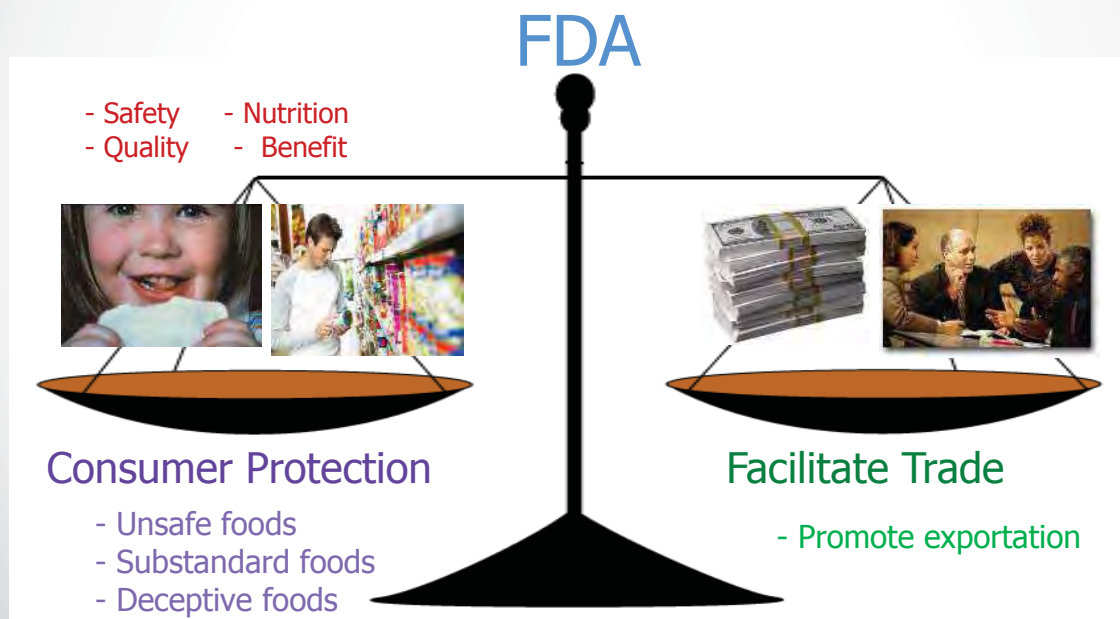 FDA
- Safety - Nutrition
- Quality - Benefit
Consumer Protection
- Unsafe foods
- Substandard foods
- Deceptive foods
Facilitate Trade
- Promote exportation